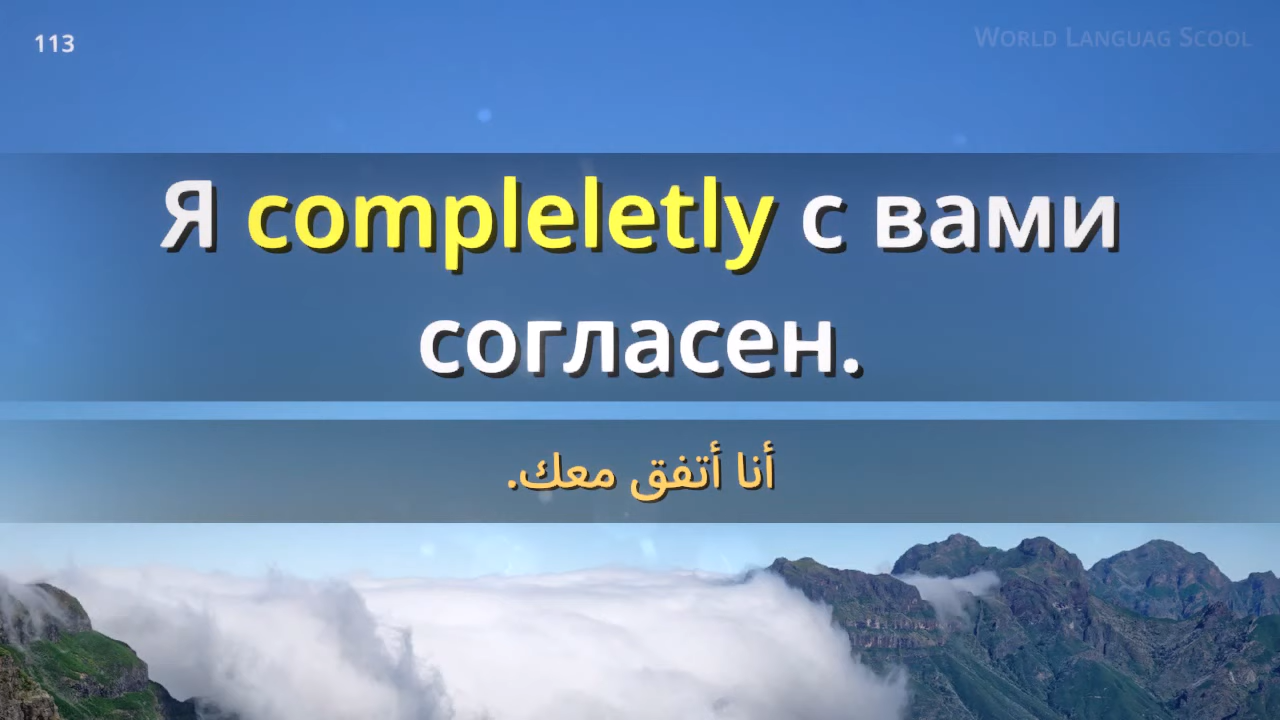 113
World Languag Scool
Я compleletly с вами
согласен.
أنا أتفق معك.